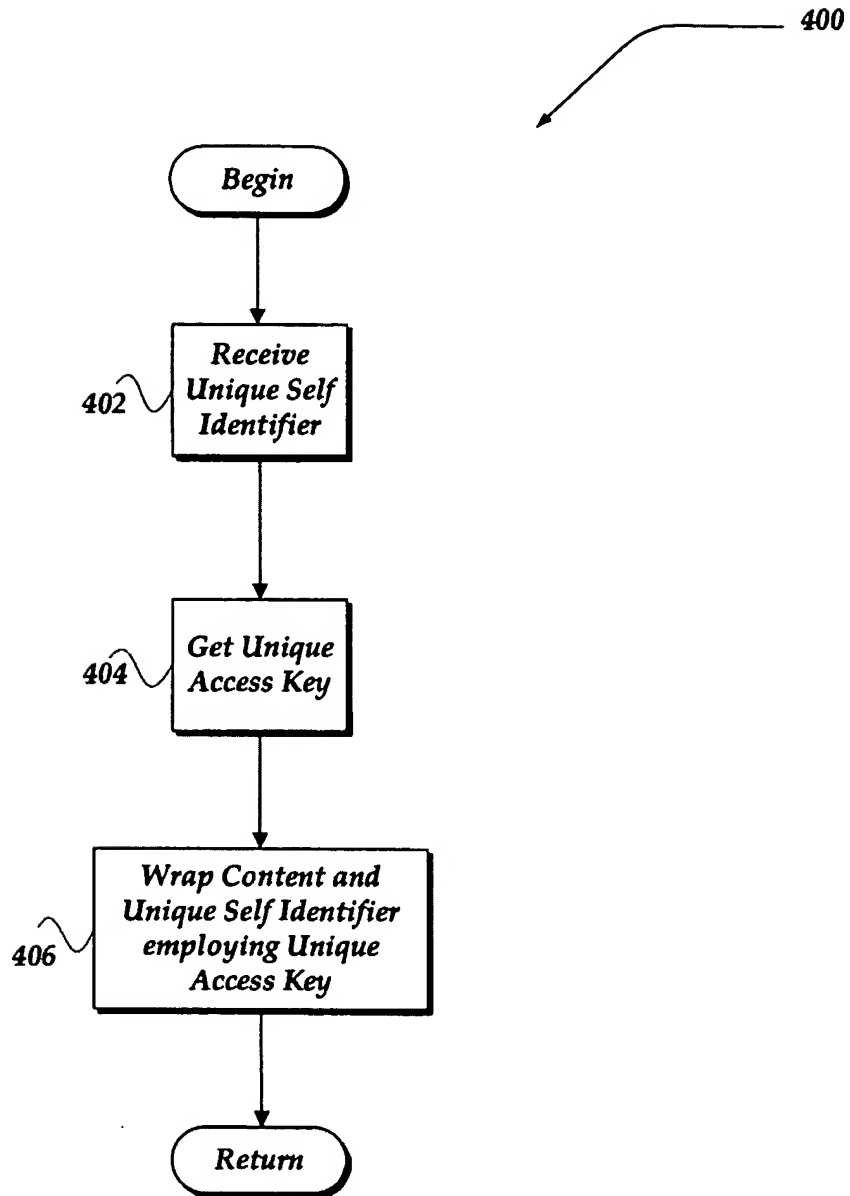 400
Begin
Receive
Unique Self
Identifier
402
Get Unique
Access Key
404
Wrap Content and
Unique Self Identifier
employing Unique
Access Key
406
Return